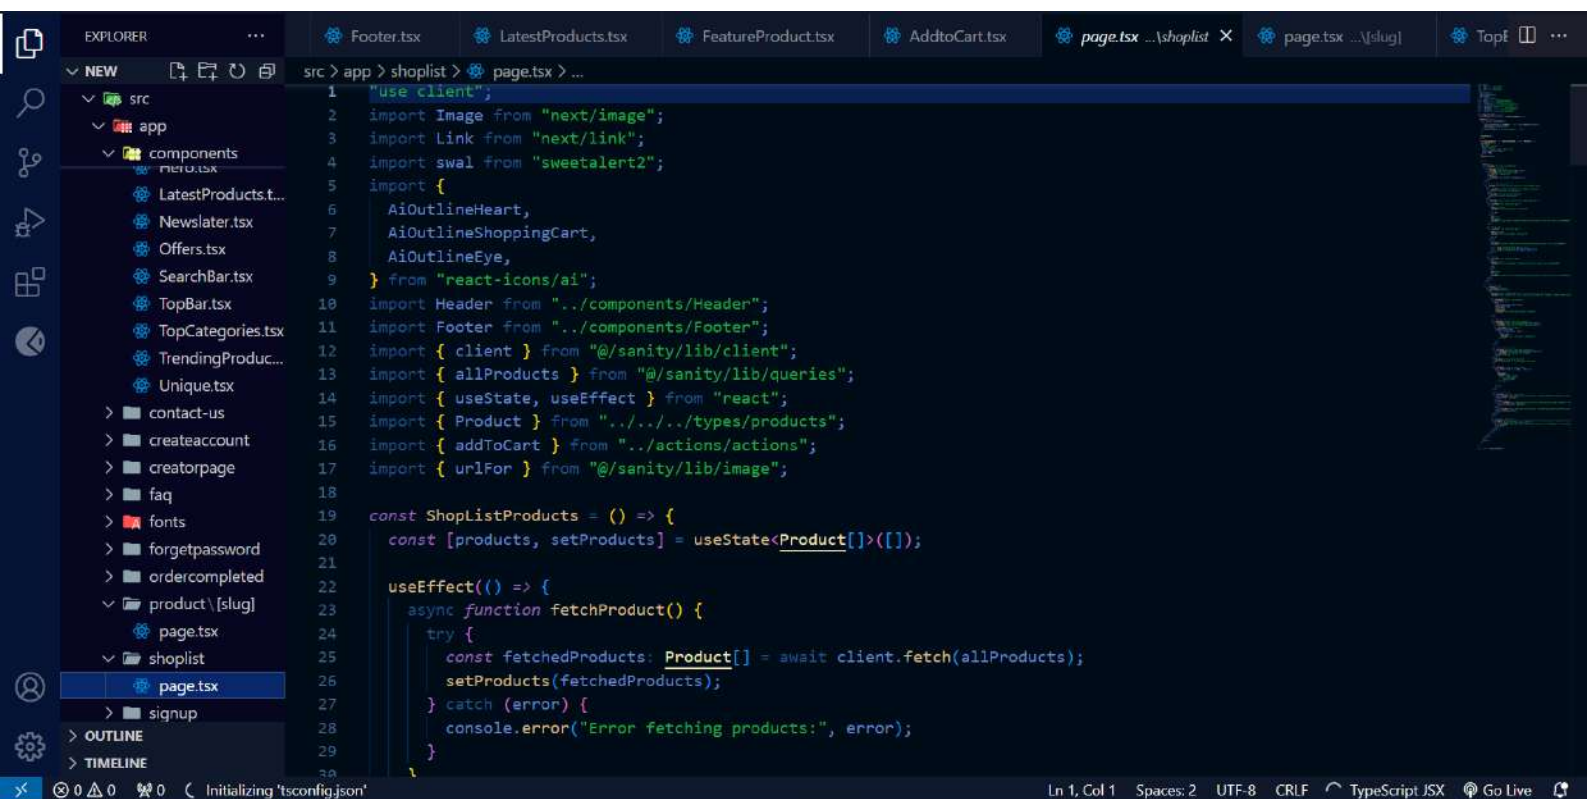 EXPLORER ...
Footer.tsx LatestProducts.tsx FeatureProduct.tsx AddtoCart.tsx page.tsx ...\shoplist page.tsx ...\[slug] ...
NEW
src > app > shoplist > page.tsx > ...
src
app
components
Hero.tsx
LatestProducts.t...
Newslater.tsx
Offers.tsx
SearchBar.tsx
TopBar.tsx
TopCategories.tsx
TrendingProduc...
Unique.tsx
contact-us
createaccount
creatorpage
faq
fonts
forgetpassword
ordercompleted
product\[slug]
page.tsx
shoplist
page.tsx
signup
OUTLINE
TIMELINE
1 "use client";
2 import Image from "next/image";
3 import Link from "next/link";
4 import swal from "sweetalert2";
5 import {
6 AiOutlineHeart,
7 AiOutlineShoppingCart,
8 AiOutlineEye,
9 } from "react-icons/ai";
10 import Header from "../components/Header";
11 import Footer from "../components/Footer";
12 import { client } from "@/sanity/lib/client";
13 import { allProducts } from "@/sanity/lib/queries";
14 import { useState, useEffect } from "react";
15 import { Product } from "../../../types/products";
16 import { addToCart } from "../actions/actions";
17 import { urlFor } from "@/sanity/lib/image";
18
19 const ShopListProducts = () => {
20 const [products, setProducts] = useState<Product[]>([]);
21
22 useEffect(() => {
23 async function fetchProduct() {
24 try {
25 const fetchedProducts: Product[] = await client.fetch(allProducts);
26 setProducts(fetchedProducts);
27 } catch (error) {
28 console.error("Error fetching products:", error);
29 }
30 }
0 0 0 Initializing 'tsconfig.json' Ln 1, Col 1 Spaces: 2 UTF-8 CRLF TypeScript JSX Go Live